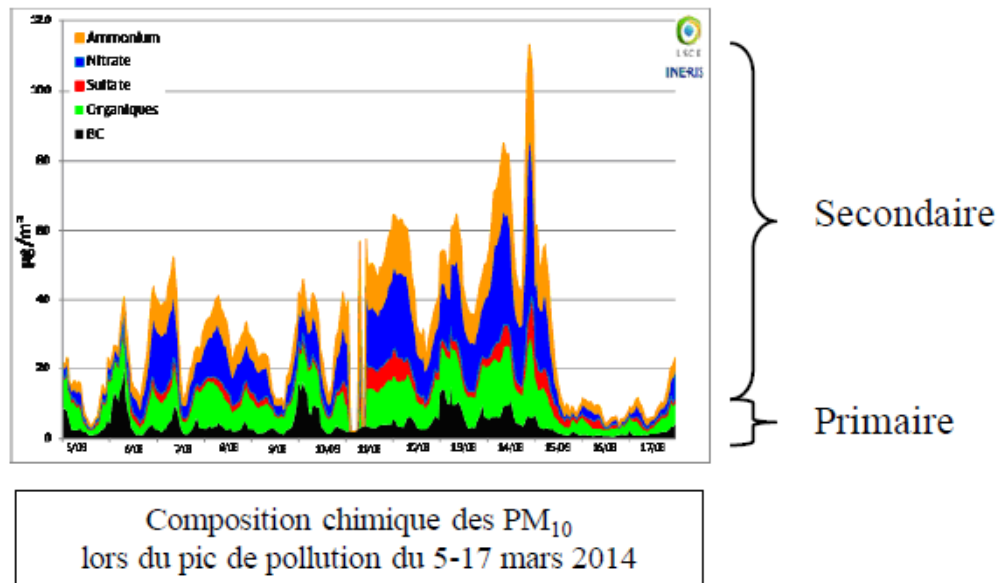 120
Ammonium
LSCE
Nitrate
INERIS
Sulfate
100
Organiques
BC
80
Secondaire
60
µg/m³
40
20
Primaire
0
5/03 6/03 7/03 8/03 9/03 10/03 11/03 12/03 13/03 14/03 15/03 16/03 17/03
Composition chimique des PM₁₀
lors du pic de pollution du 5-17 mars 2014